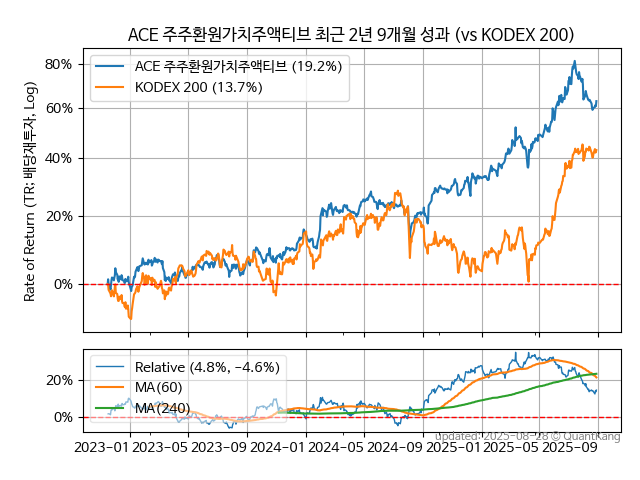 ACE 주주환원가치주액티브 최근 2년 9개월 성과 (vs KODEX 200)
Rate of Return (TR: 배당재투자, Log)
80%
60%
40%
20%
0%
ACE 주주환원가치주액티브 (19.2%)
KODEX 200 (13.7%)
20%
0%
Relative (4.8%, -4.6%)
MA(60)
MA(240)
2023-01 2023-05 2023-09 2024-01 2024-05 2024-09 2025-01 2025-05 2025-09
updated: 2025-08-28 © QuantKang